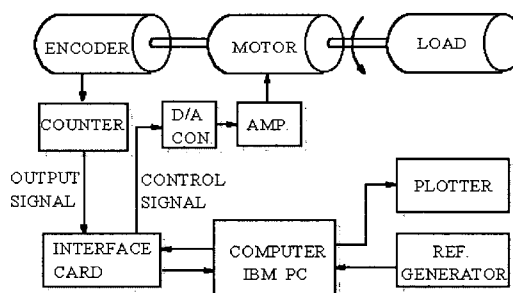 ENCODER
MOTOR
LOAD
COUNTER
D/A
CON.
AMP.
OUTPUT
SIGNAL
CONTROL
SIGNAL
PLOTTER
INTERFACE
CARD
COMPUTER
IBM PC
REF.
GENERATOR